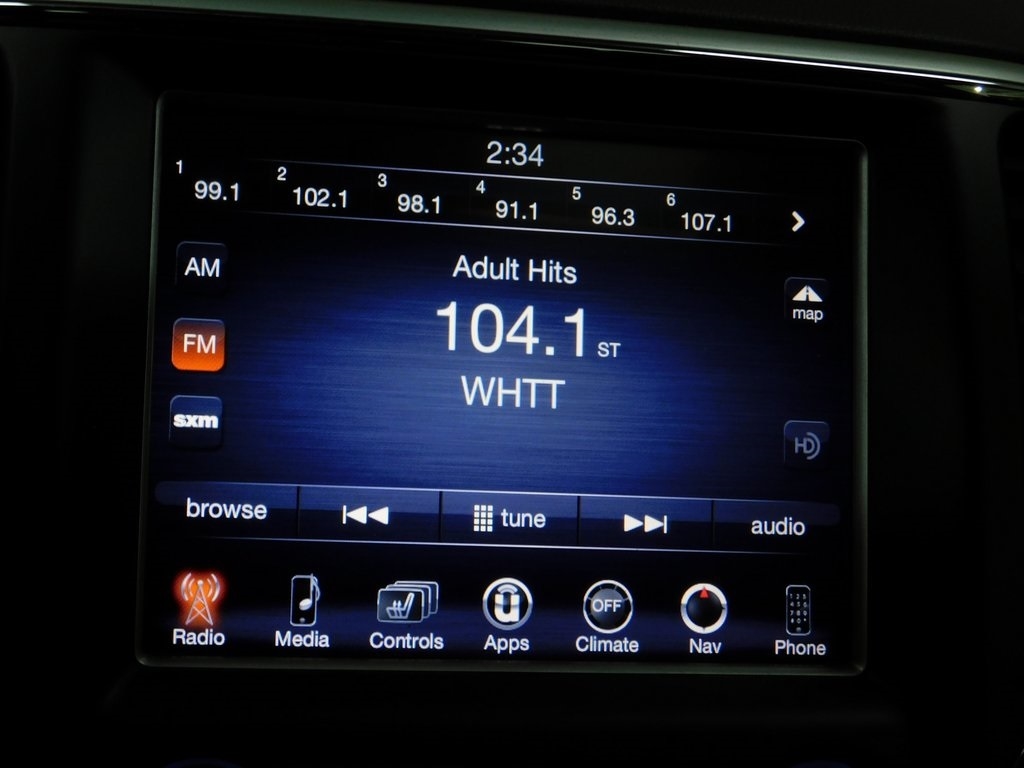 2:34
1 99.1 2 102.1 3 98.1 4 91.1 5 96.3 6 107.1
AM
Adult Hits
map
104.1 ST
FM
WHTT
sxm
HD
browse tune audio
OFF
Radio Media Controls Apps Climate Nav Phone